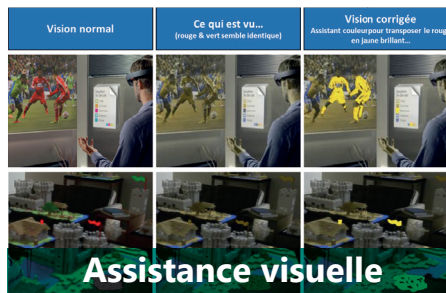 Vision normal
Ce qui est vu...
(rouge & vert semble identique)
Vision corrigée
Assistant couleurpour transposer le roug
en jaune brillant...
Assistance visuelle